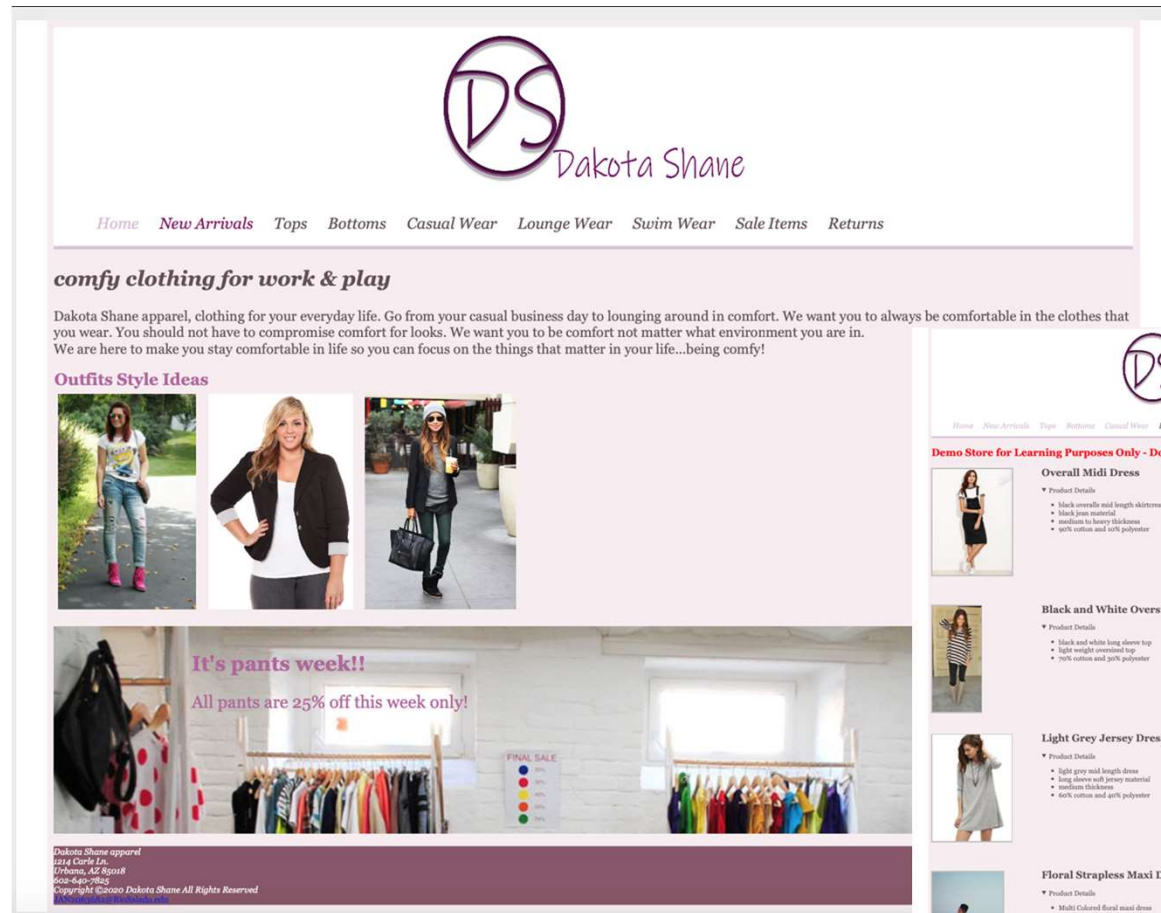 DS
Dakota Shane
Home New Arrivals Tops Bottoms Casual Wear Lounge Wear Swim Wear Sale Items Returns
comfy clothing for work & play
Dakota Shane apparel, clothing for your everyday life. Go from your casual business day to lounging around in comfort. We want you to always be comfortable in the clothes that
you wear. You should not have to compromise comfort for looks. We want you to be comfort not matter what environment you are in.
We are here to make you stay comfortable in life so you can focus on the things that matter in your life...being comfy!
Outfits Style Ideas
It's pants week!!
All pants are 25% off this week only!
FINAL SALE
Dakota Shane apparel
1214 Carle Ln.
Urbana, AZ 85018
602-640-7825
Copyright ©2020 Dakota Shane All Rights Reserved
DS
Home New Arrivals Tops Bottoms Casual Wear
Demo Store for Learning Purposes Only - Do
Overall Midi Dress
Product Details
black overalls mid length skirtcrea
black jean material
medium to heavy thickness
90% cotton and 10% polyester
Black and White Overs
Product Details
black and white long sleeve top
light weight oversized top
70% cotton and 30% polyester
Light Grey Jersey Dres
Product Details
light grey mid length dress
long sleeve soft jersey material
medium thickness
60% cotton and 40% polyester
Floral Strapless Maxi D
Product Details
Multi Colored floral maxi dress